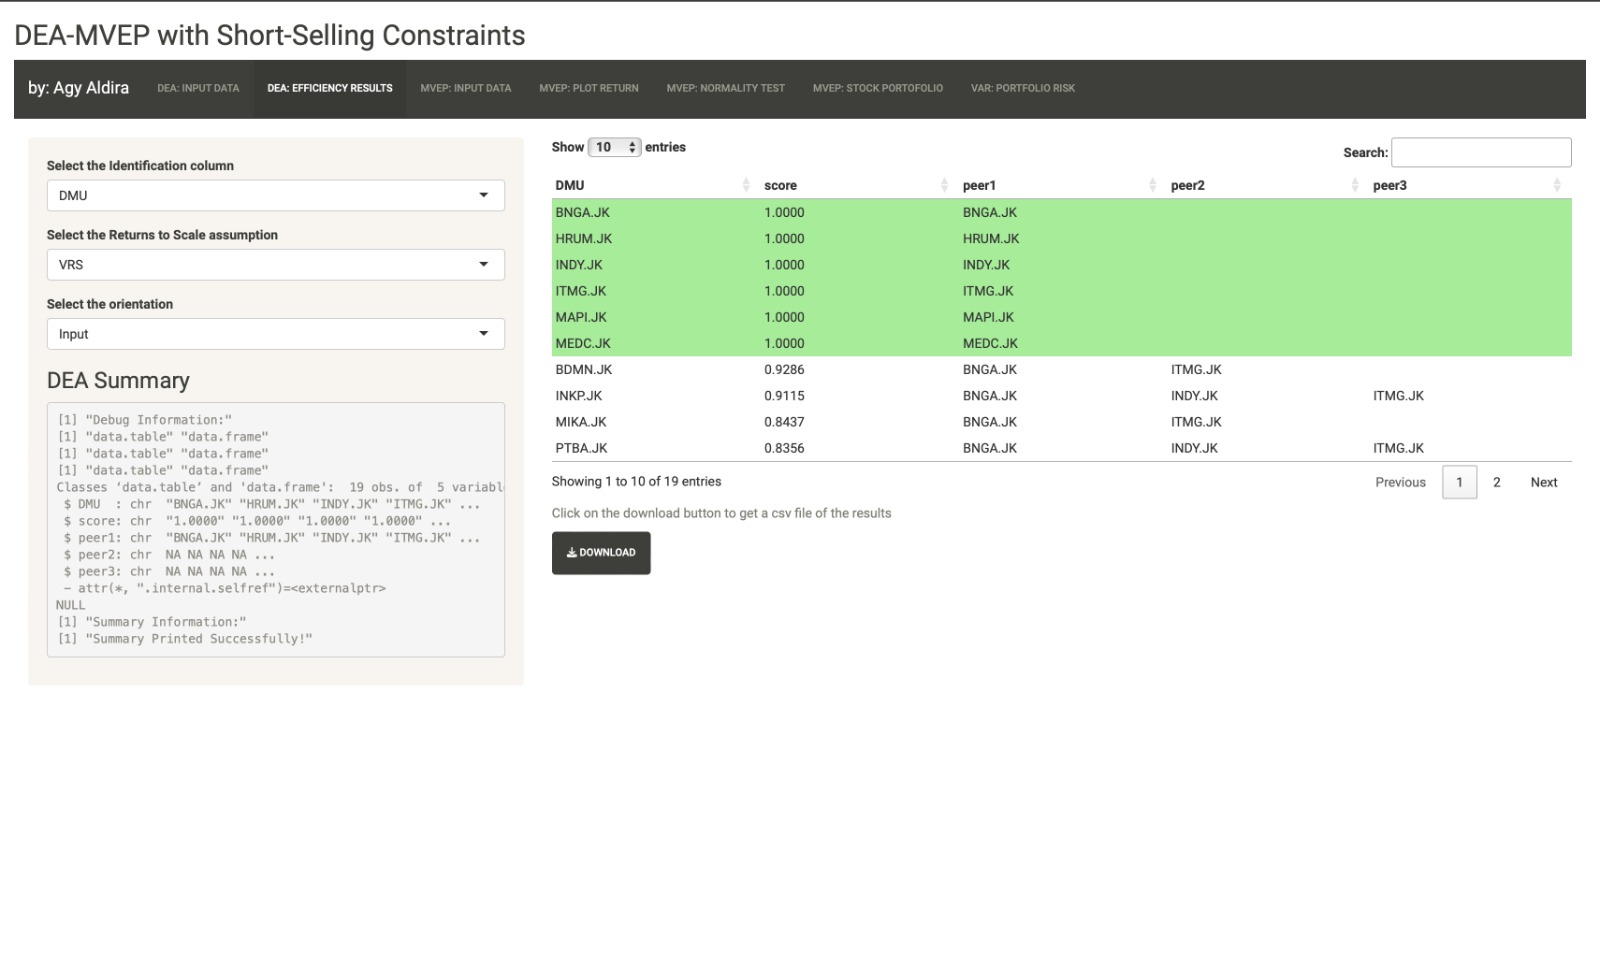 DEA-MVEP with Short-Selling Constraints
by: Agy Aldira DEA: INPUT DATA DEA: EFFICIENCY RESULTS MVEP: INPUT DATA MVEP: PLOT RETURN MVEP: NORMALITY TEST MVEP: STOCK PORTOFOLIO VAR: PORTFOLIO RISK
Select the Identification column
DMU
Select the Returns to Scale assumption
VRS
Select the orientation
Input
DEA Summary
[1] "Debug Information:"
[1] "data.table" "data.frame"
[1] "data.table" "data.frame"
[1] "data.table" "data.frame"
Classes ‘data.table’ and 'data.frame':  19 obs. of  5 variabl
 $ DMU  : chr  "BNGA.JK" "HRUM.JK" "INDY.JK" "ITMG.JK" ...
 $ score: chr  "1.0000" "1.0000" "1.0000" "1.0000" ...
 $ peer1: chr  "BNGA.JK" "HRUM.JK" "INDY.JK" "ITMG.JK" ...
 $ peer2: chr  NA NA NA NA ...
 $ peer3: chr  NA NA NA NA ...
 - attr(*, ".internal.selfref")=<externalptr>
NULL
[1] "Summary Information:"
[1] "Summary Printed Successfully!"
Show 10 entries
Search:
DMU score peer1 peer2 peer3
BNGA.JK 1.0000 BNGA.JK
HRUM.JK 1.0000 HRUM.JK
INDY.JK 1.0000 INDY.JK
ITMG.JK 1.0000 ITMG.JK
MAPI.JK 1.0000 MAPI.JK
MEDC.JK 1.0000 MEDC.JK
BDMN.JK 0.9286 BNGA.JK ITMG.JK
INKP.JK 0.9115 BNGA.JK INDY.JK ITMG.JK
MIKA.JK 0.8437 BNGA.JK ITMG.JK
PTBA.JK 0.8356 BNGA.JK INDY.JK ITMG.JK
Showing 1 to 10 of 19 entries
Previous 1 2 Next
Click on the download button to get a csv file of the results
DOWNLOAD